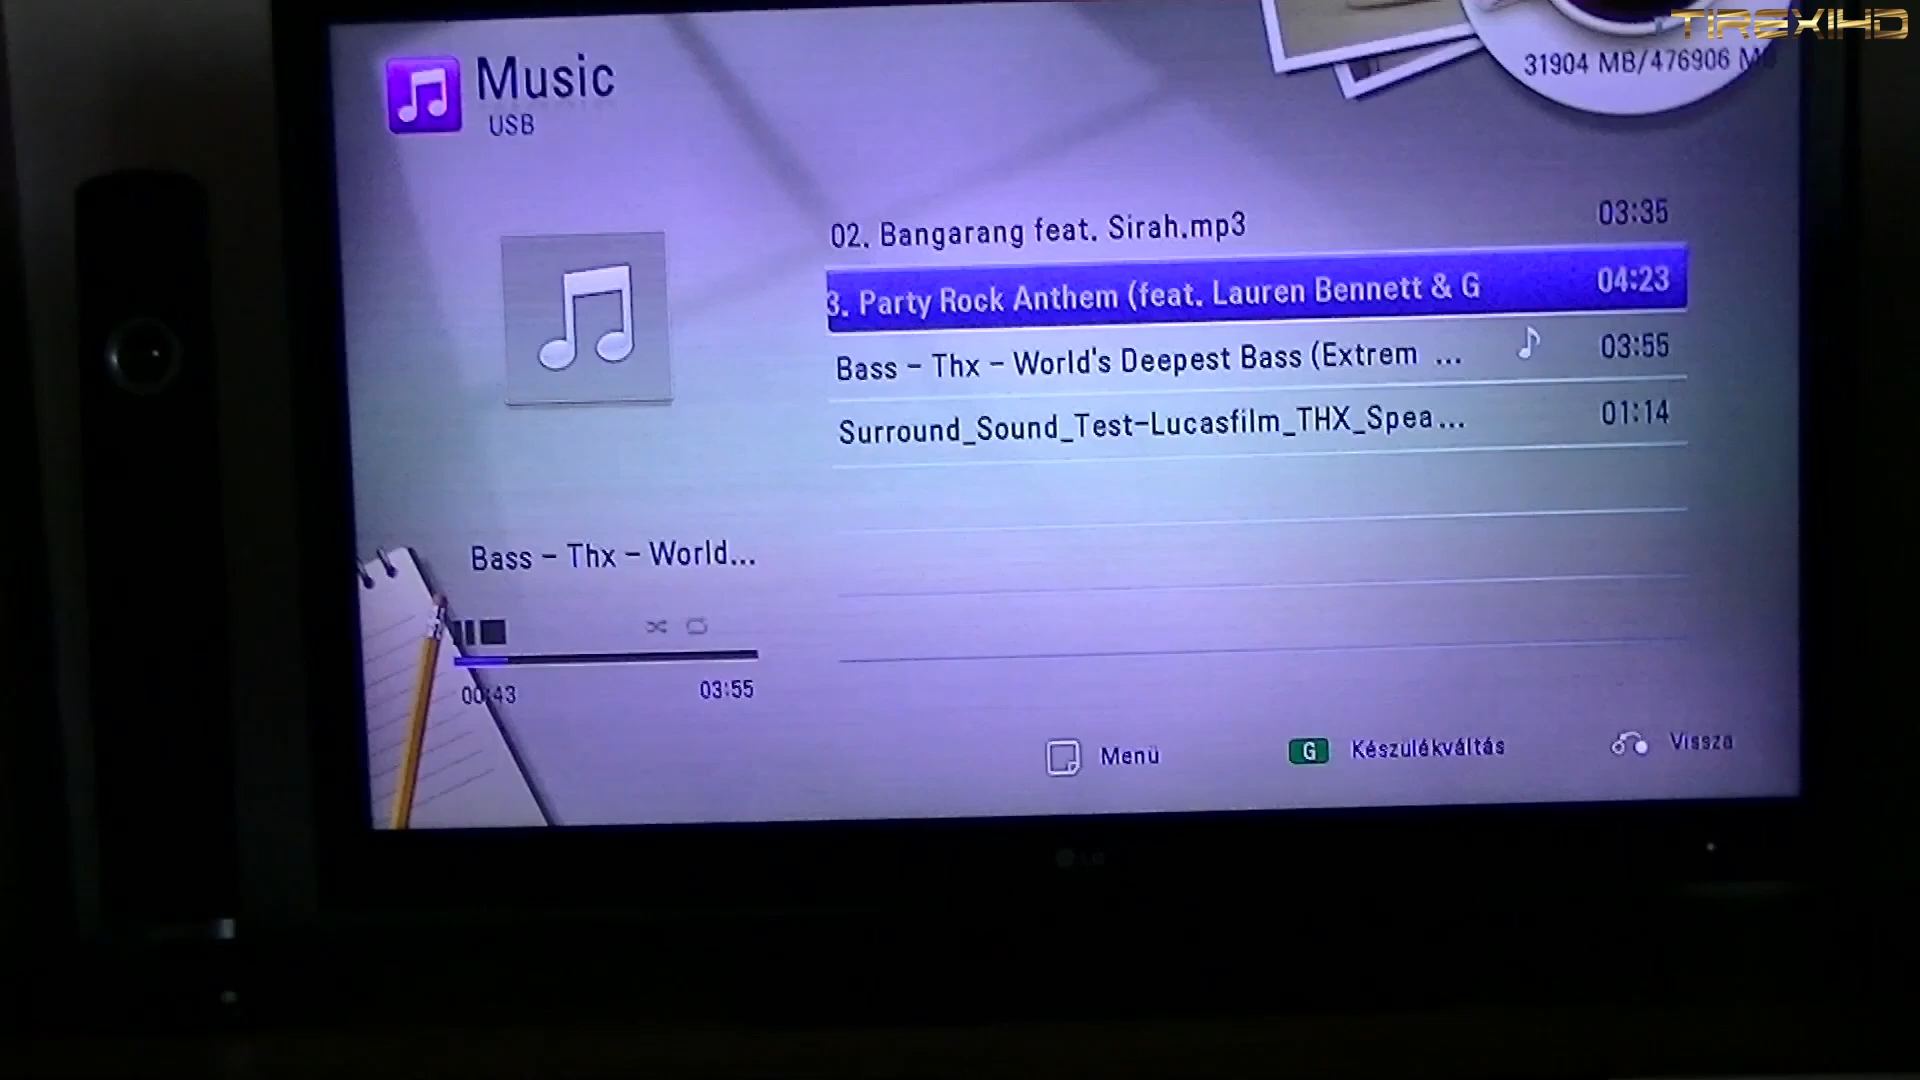 TIREXIHD
Music
USB
31904 MB/476906 MB
02. Bangarang feat. Sirah.mp3 03:35
3. Party Rock Anthem (feat. Lauren Bennett & G 04:23
Bass - Thx - World's Deepest Bass (Extrem ... 03:55
Surround_Sound_Test-Lucasfilm_THX_Spea... 01:14
Bass - Thx - World...
00:43 03:55
Menü G Készülékváltás Vissza
LG